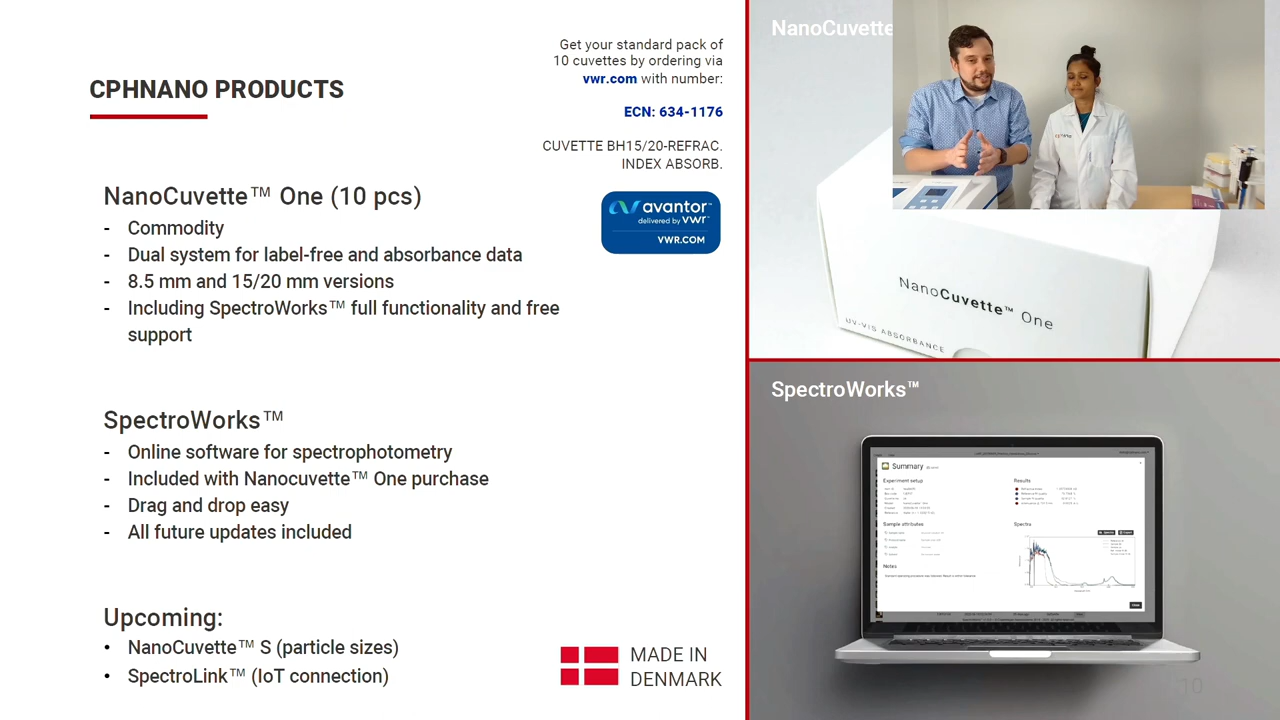 CPHNANO PRODUCTS
Get your standard pack of
10 cuvettes by ordering via
vwr.com with number:
ECN: 634-1176
CUVETTE BH15/20-REFRAC.
INDEX ABSORB.
avantor™
delivered by vwr™
VWR.COM
NanoCuvette™ One (10 pcs)
- Commodity
- Dual system for label-free and absorbance data
- 8.5 mm and 15/20 mm versions
- Including SpectroWorks™ full functionality and free
support
SpectroWorks™
- Online software for spectrophotometry
- Included with Nanocuvette™ One purchase
- Drag and drop easy
- All future updates included
Upcoming:
• NanoCuvette™ S (particle sizes)
• SpectroLink™ (IoT connection)
MADE IN
DENMARK
NanoCuvette
NanoCuvette™ One
UV-VIS ABSORBANCE
SpectroWorks™
Summary
Experiment setup
Results
Sample attributes
Spectra
Notes
10